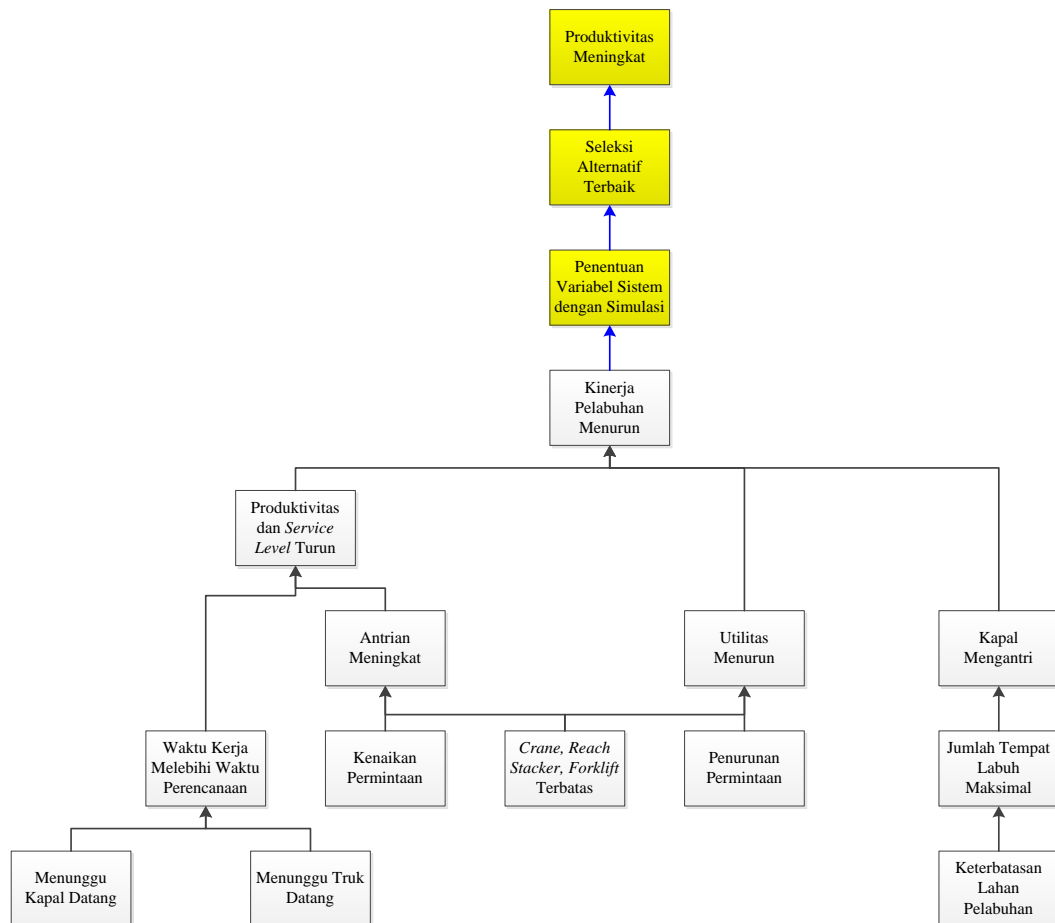 Produktivitas
Meningkat
Seleksi
Alternatif
Terbaik
Penentuan
Variabel Sistem
dengan Simulasi
Kinerja
Pelabuhan
Menurun
Produktivitas
dan Service
Level Turun
Antrian
Meningkat
Utilitas
Menurun
Kapal
Mengantri
Waktu Kerja
Melebihi Waktu
Perencanaan
Kenaikan
Permintaan
Crane, Reach
Stacker, Forklift
Terbatas
Penurunan
Permintaan
Jumlah Tempat
Labuh
Maksimal
Menunggu
Kapal Datang
Menunggu Truk
Datang
Keterbatasan
Lahan
Pelabuhan